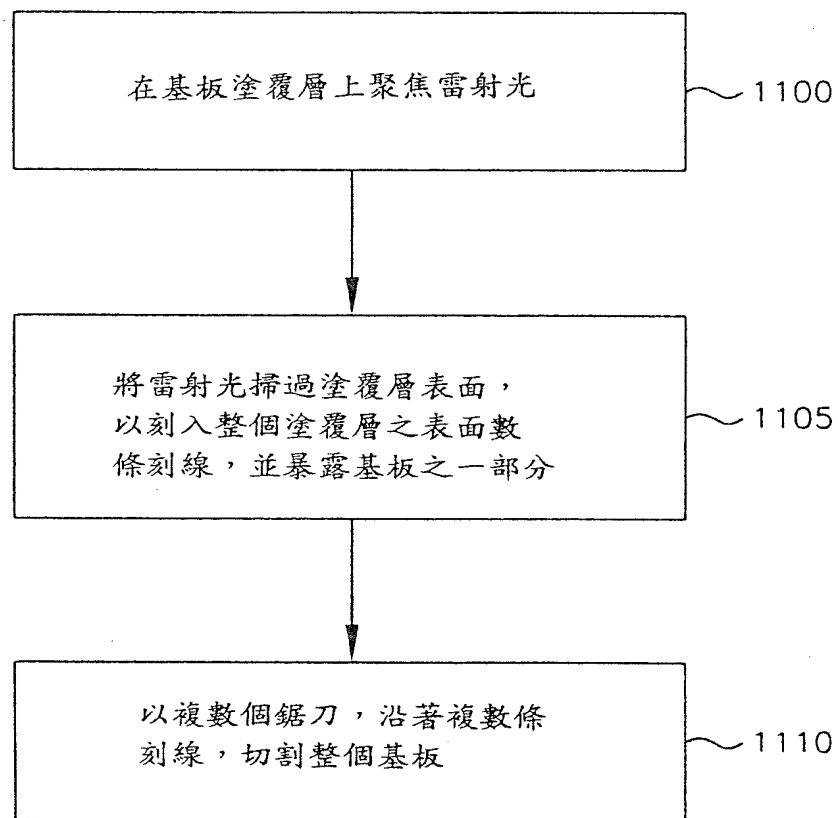 在基板塗覆層上聚焦雷射光
1100
將雷射光掃過塗覆層表面，
以刻入整個塗覆層之表面數
條刻線，並暴露基板之一部分
1105
以複數個鋸刀，沿著複數條
刻線，切割整個基板
1110